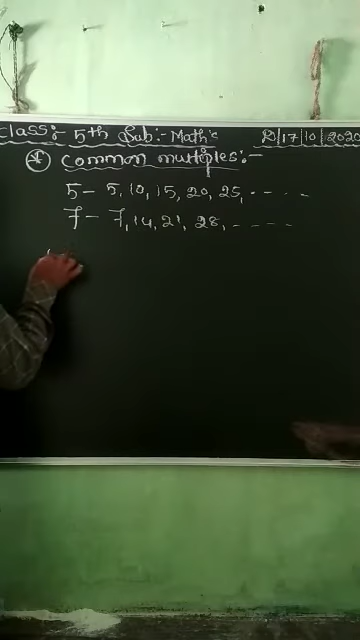 Class:- 5th Sub:- Math's D/17/10/2020
* Common multiples:-
5 - 5, 10, 15, 20, 25, - - - -
7 - 7, 14, 21, 28, - - - - -